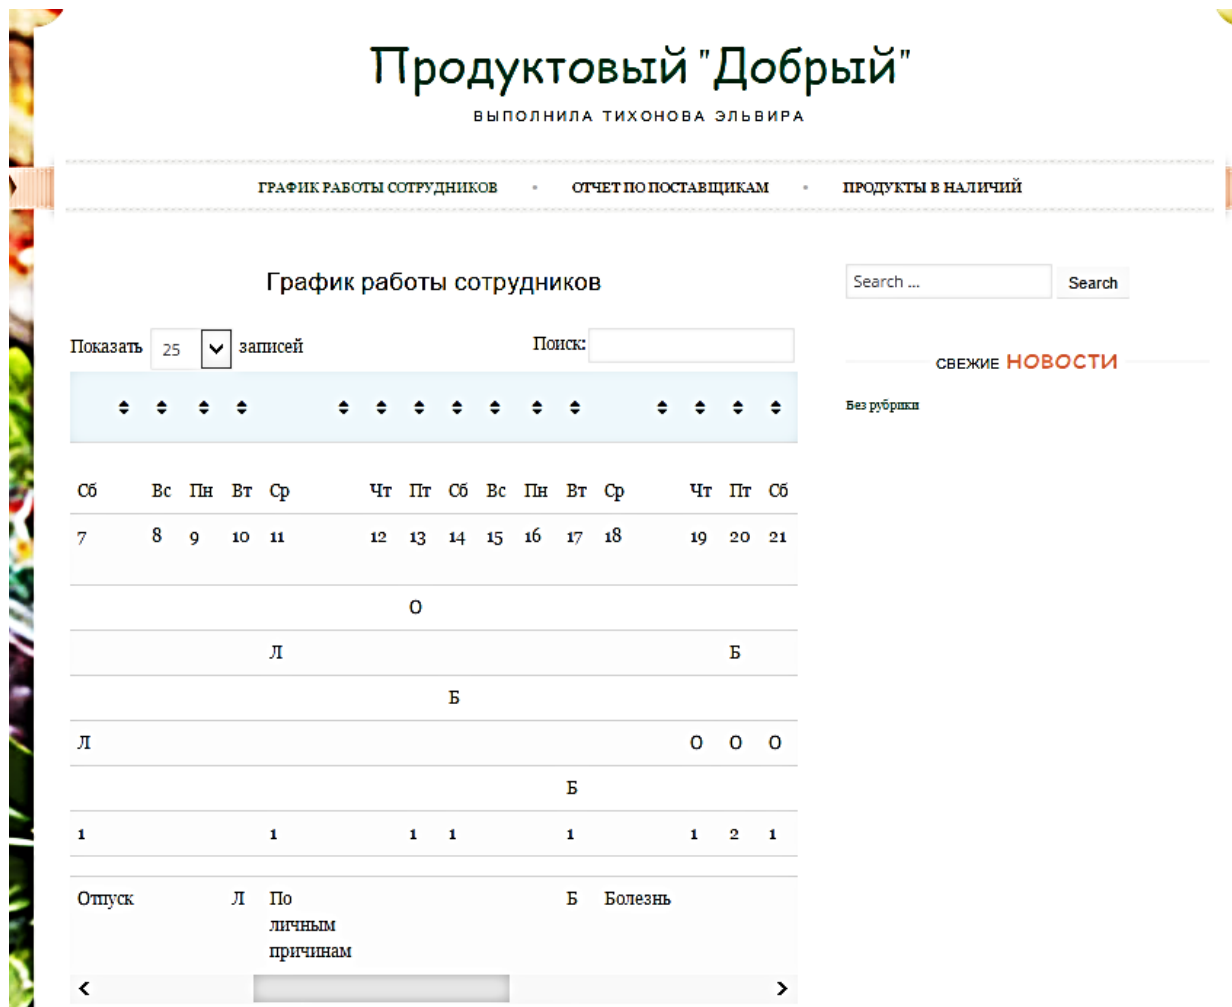 Продуктовый "Добрый"
ВЫПОЛНИЛА ТИХОНОВА ЭЛЬВИРА
ГРАФИК РАБОТЫ СОТРУДНИКОВ • ОТЧЕТ ПО ПОСТАВЩИКАМ • ПРОДУКТЫ В НАЛИЧИЙ
График работы сотрудников
Search ... Search
Показать 25 записей Поиск:
СВЕЖИЕ НОВОСТИ
Без рубрики
Сб Вс Пн Вт Ср Чт Пт Сб Вс Пн Вт Ср Чт Пт Сб
7 8 9 10 11 12 13 14 15 16 17 18 19 20 21
О
Л Б
Б
Л О О О
Б
1 1 1 1 1 1 2 1
Отпуск Л По Б Болезнь
личным
причинам